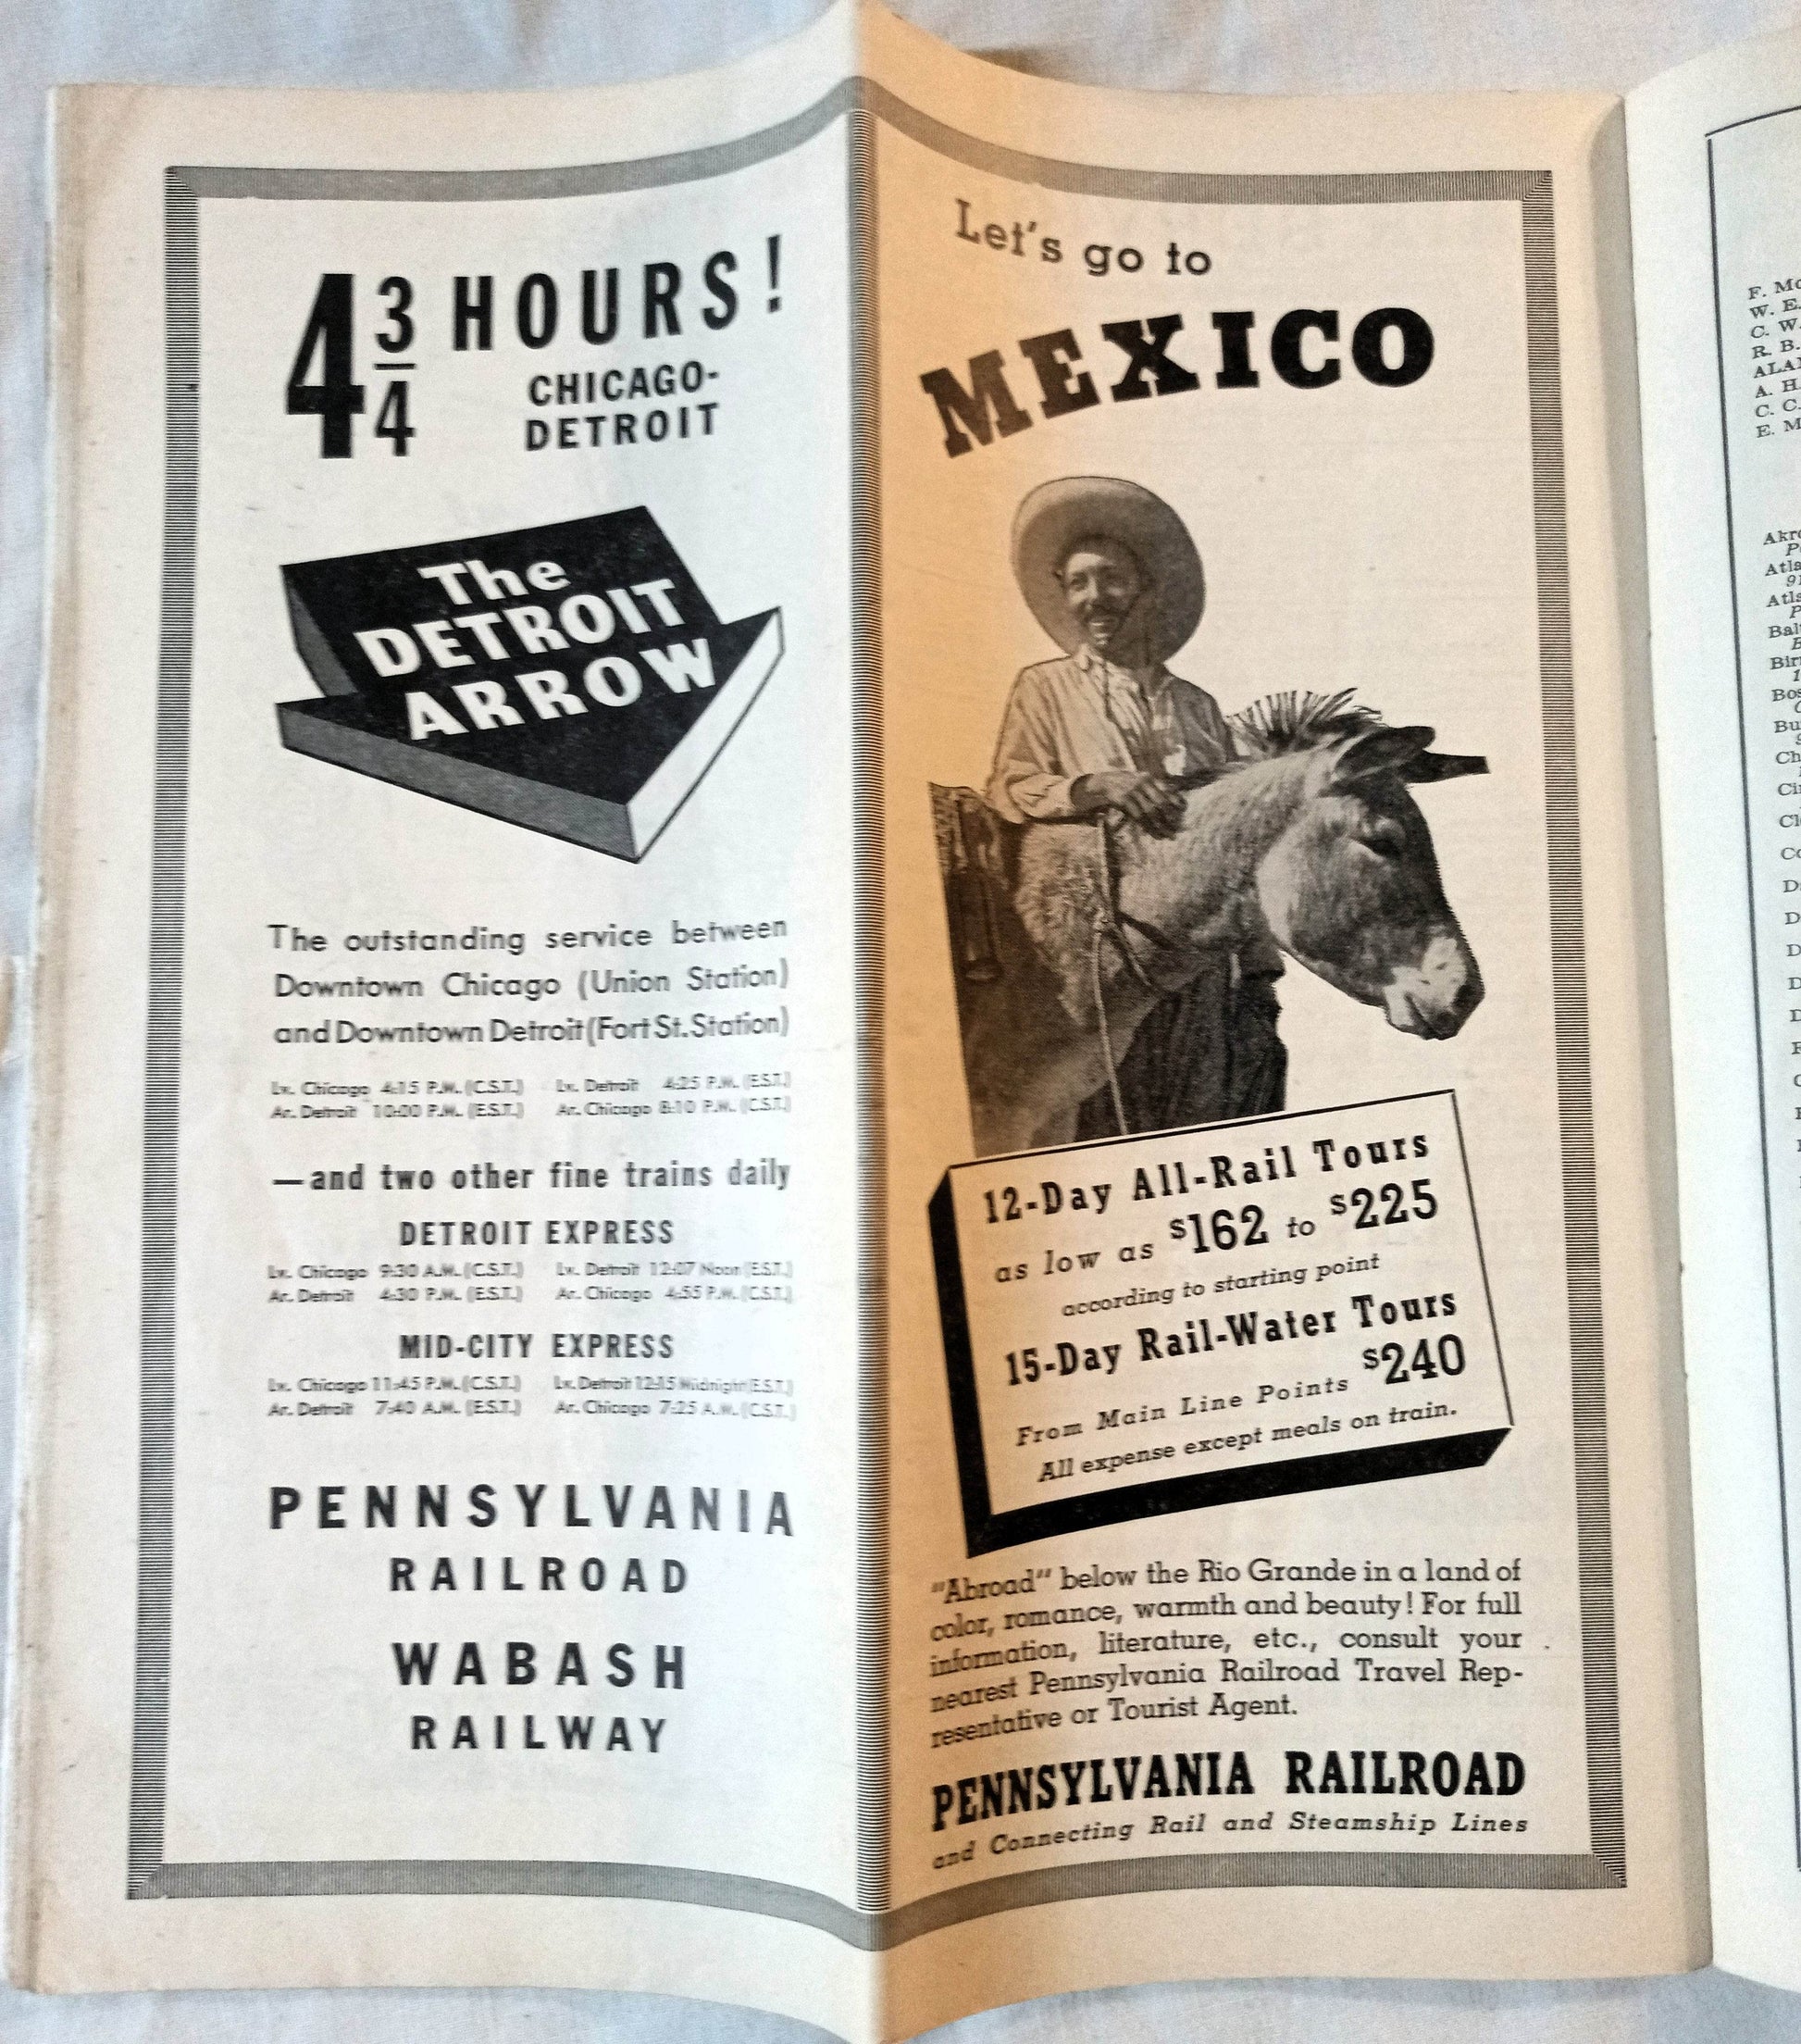 4 3/4 HOURS!
CHICAGO-
DETROIT
The
DETROIT
ARROW
The outstanding service between
Downtown Chicago (Union Station)
and Downtown Detroit (Fort St. Station)
Lv. Chicago 4:15 P.M. (C.S.T.) Lv. Detroit 4:25 P.M. (E.S.T.)
Ar. Detroit 10:00 P.M. (E.S.T.) Ar. Chicago 8:10 P.M. (C.S.T.)
—and two other fine trains daily
DETROIT EXPRESS
Lv. Chicago 9:30 A.M. (C.S.T.) Lv. Detroit 12:07 Noon (E.S.T.)
Ar. Detroit 4:30 P.M. (E.S.T.) Ar. Chicago 4:55 P.M. (C.S.T.)
MID-CITY EXPRESS
Lv. Chicago 11:45 P.M. (C.S.T.) Lv. Detroit 12:15 Midnight (E.S.T.)
Ar. Detroit 7:40 A.M. (E.S.T.) Ar. Chicago 7:25 A.M. (C.S.T.)
PENNSYLVANIA
RAILROAD
WABASH
RAILWAY
Let's go to
MEXICO
12-Day All-Rail Tours
as low as $162 to $225
according to starting point
15-Day Rail-Water Tours
From Main Line Points $240
All expense except meals on train.
"Abroad" below the Rio Grande in a land of
color, romance, warmth and beauty! For full
information, literature, etc., consult your
nearest Pennsylvania Railroad Travel Rep-
resentative or Tourist Agent.
PENNSYLVANIA RAILROAD
and Connecting Rail and Steamship Lines
F.
W. E.
C. W.
R. B.
A. H.
C. C.
E.